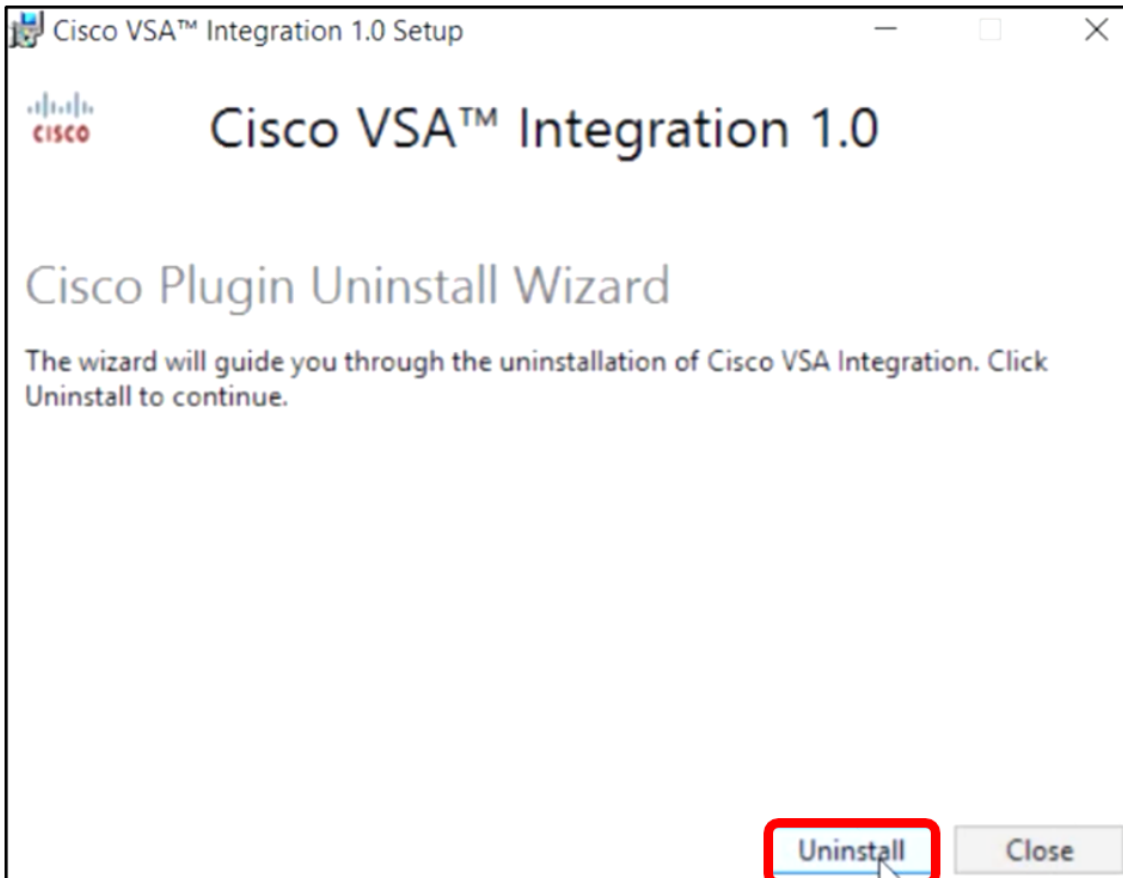 Cisco VSA™ Integration 1.0 Setup
CISCO
Cisco VSA™ Integration 1.0
Cisco Plugin Uninstall Wizard
The wizard will guide you through the uninstallation of Cisco VSA Integration. Click
Uninstall to continue.
Uninstall Close